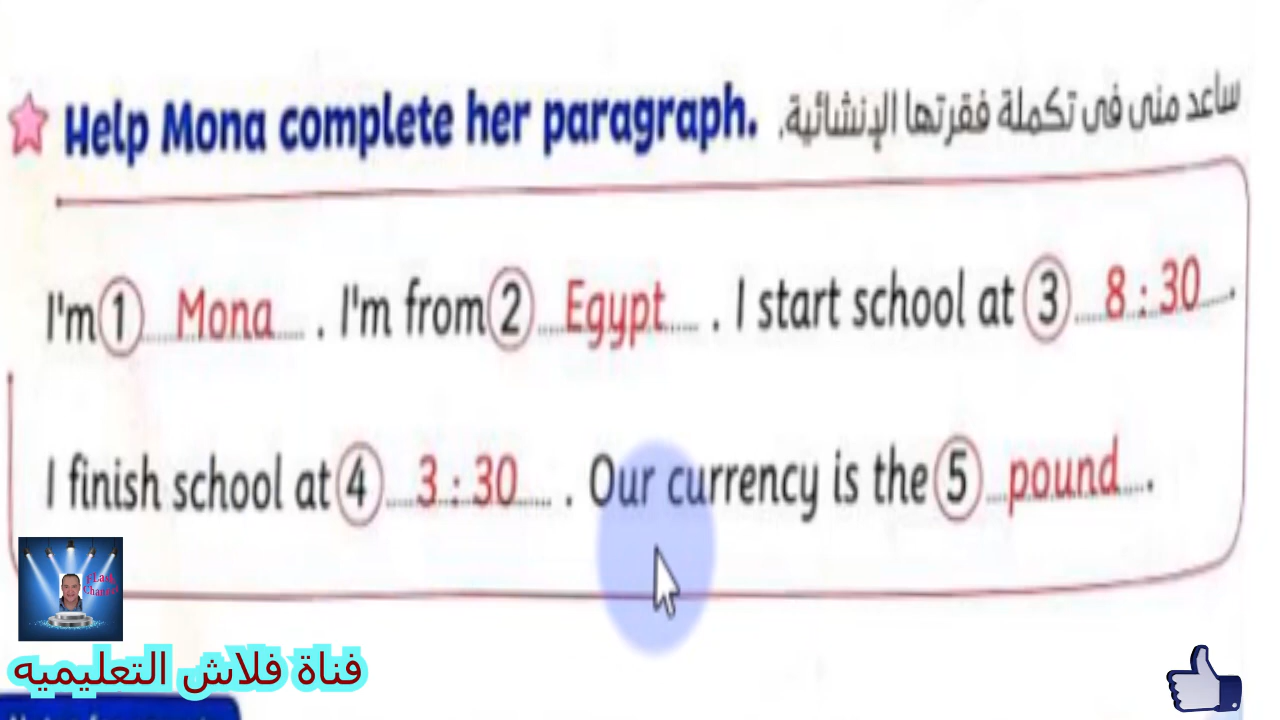 Help Mona complete her paragraph. ساعد منى فى تكملة فقرتها الإنشائية.
I'm ① Mona . I'm from ② Egypt . I start school at ③ 8 : 30 .
I finish school at ④ 3 : 30 . Our currency is the ⑤ pound .
قناة فلاش التعليميه